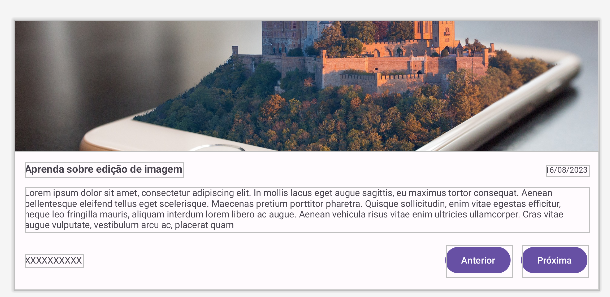 Aprenda sobre edição de imagem
16/08/2023
Lorem ipsum dolor sit amet, consectetur adipiscing elit. In mollis lacus eget augue sagittis, eu maximus tortor consequat. Aenean
pellentesque eleifend tellus eget scelerisque. Maecenas pretium porttitor pharetra. Quisque sollicitudin, enim vitae egestas efficitur,
neque leo fringilla mauris, aliquam interdum lorem libero ac augue. Aenean vehicula risus vitae enim ultricies ullamcorper. Cras vitae
augue vulputate, vestibulum arcu ac, placerat quam
XXXXXXXXXX
Anterior
Próxima